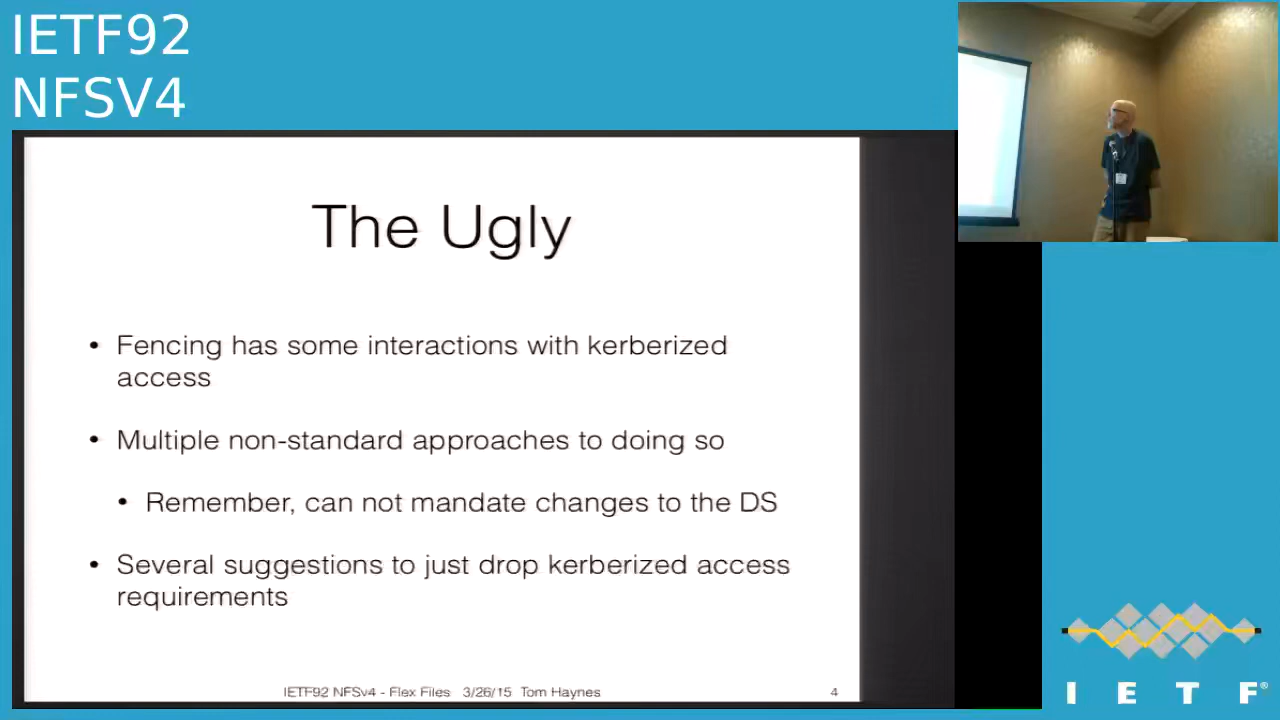 IETF92
NFSV4
The Ugly
• Fencing has some interactions with kerberized
access
• Multiple non-standard approaches to doing so
• Remember, can not mandate changes to the DS
• Several suggestions to just drop kerberized access
requirements
IETF92 NFSv4 - Flex Files 3/26/15 Tom Haynes
4
I E T F®